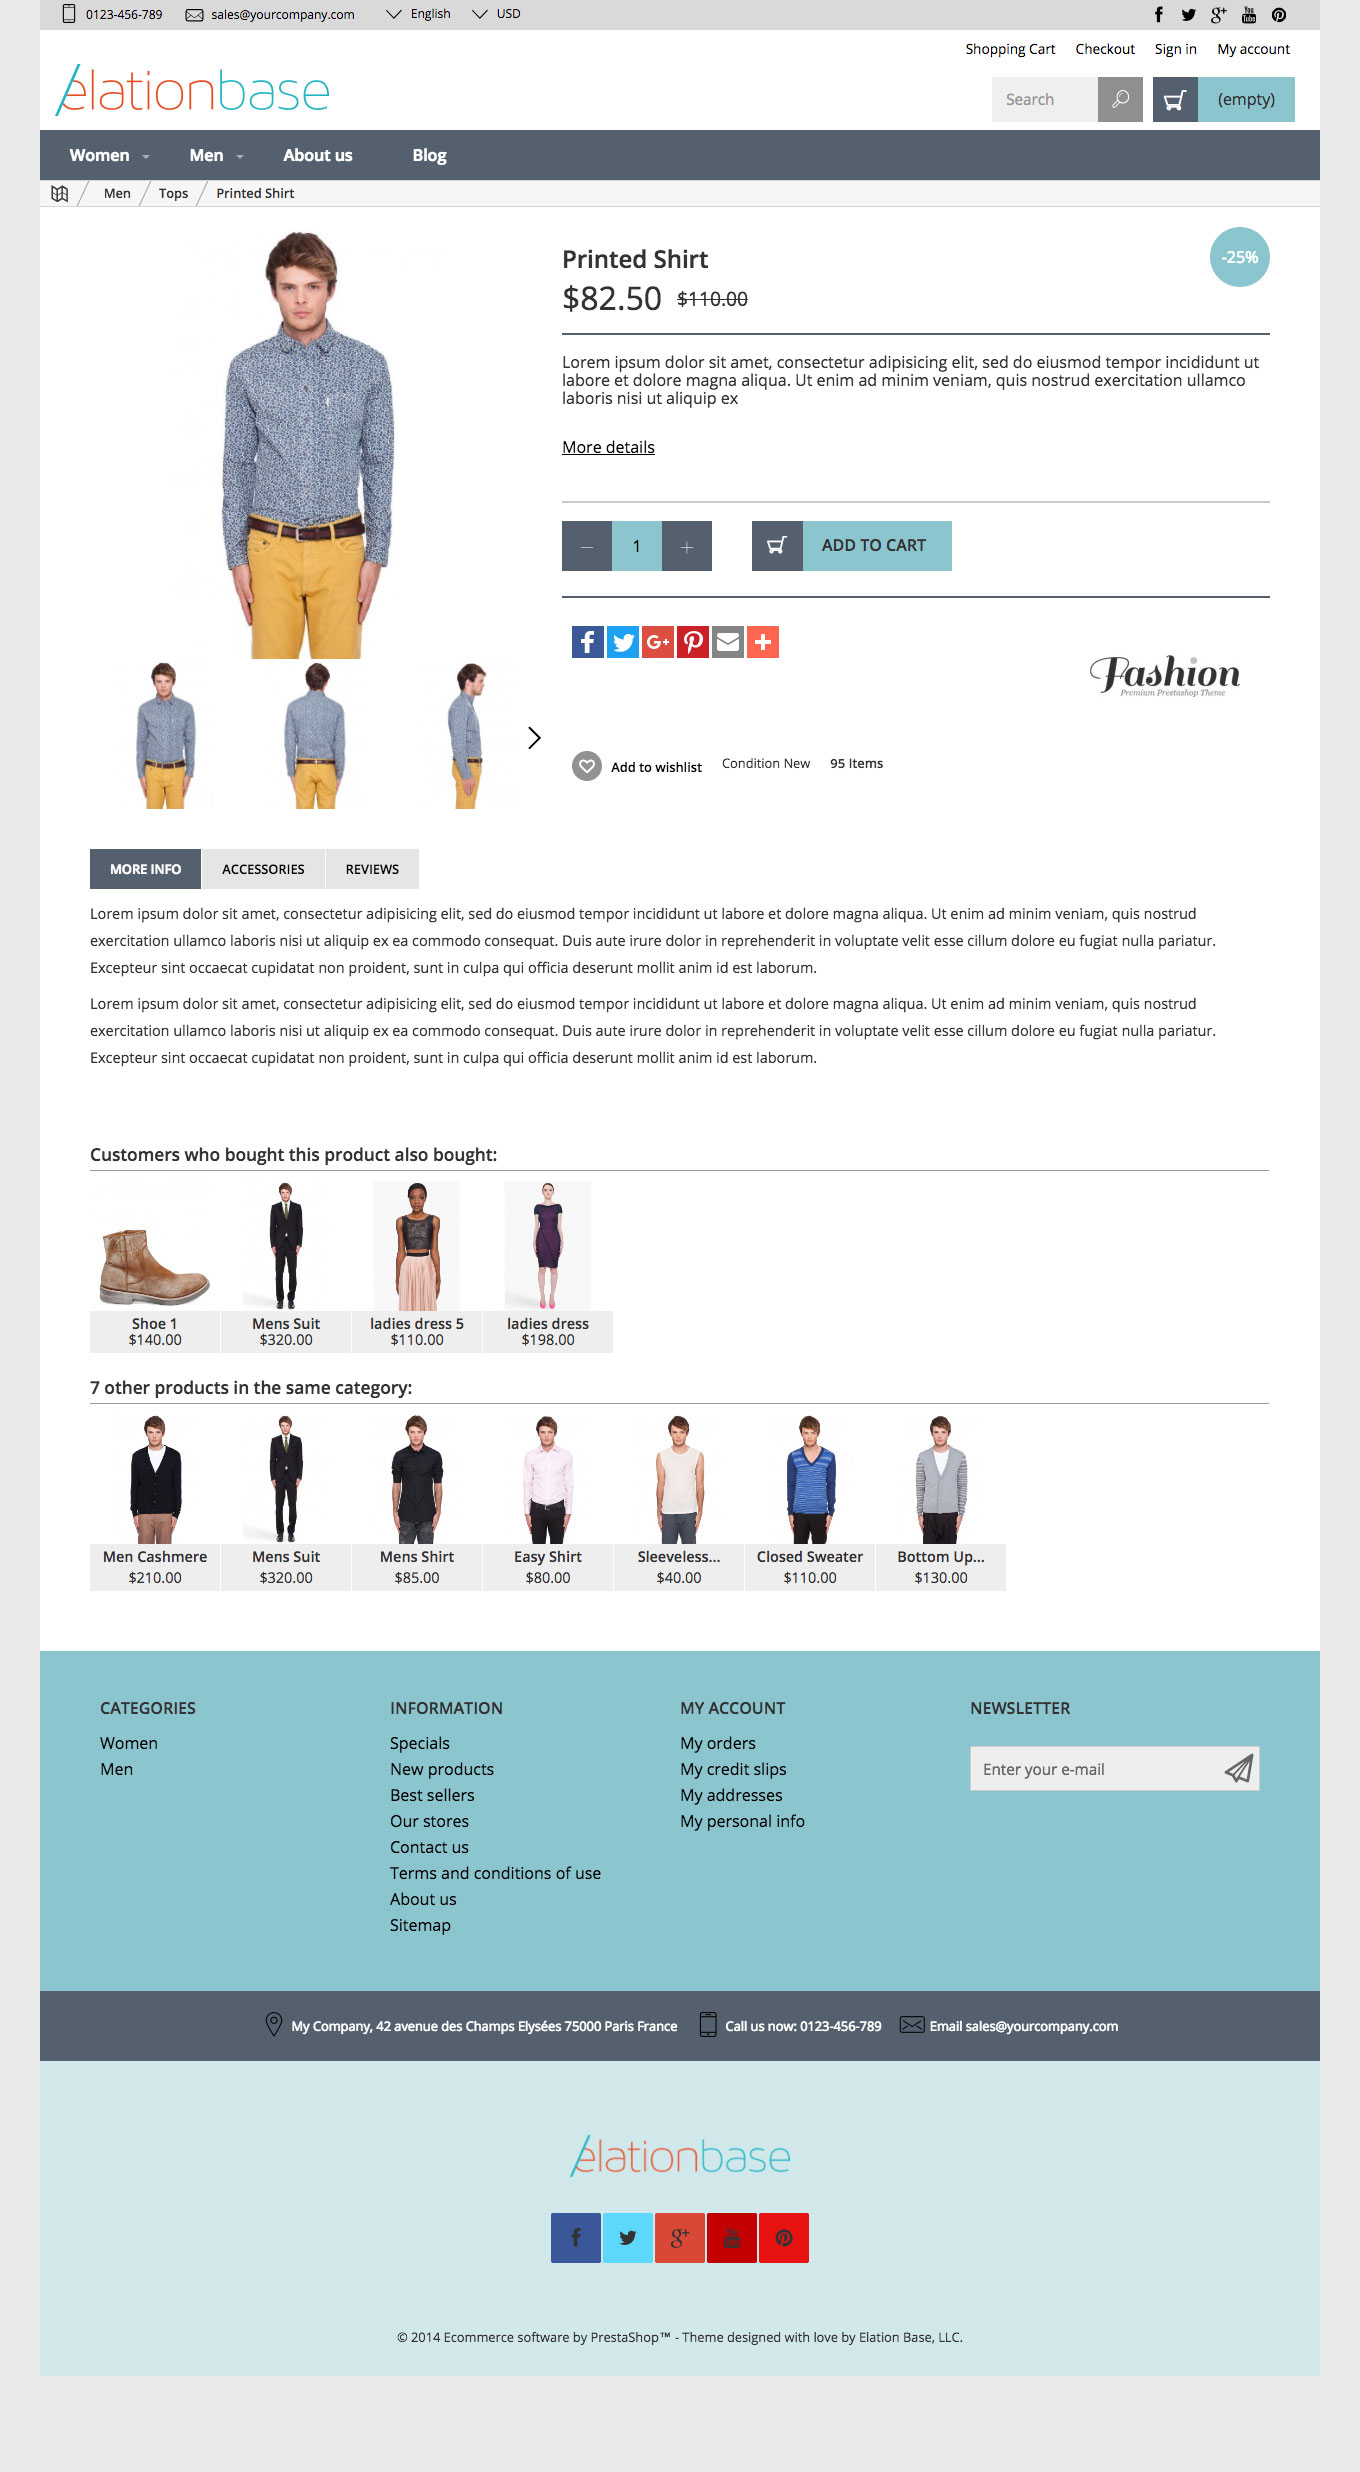 0123-456-789 sales@yourcompany.com English USD
Shopping Cart Checkout Sign in My account
elationbase
Search (empty)
Women Men About us Blog
Men Tops Printed Shirt
Printed Shirt
-25%
$82.50 $110.00
Lorem ipsum dolor sit amet, consectetur adipisicing elit, sed do eiusmod tempor incididunt ut
labore et dolore magna aliqua. Ut enim ad minim veniam, quis nostrud exercitation ullamco
laboris nisi ut aliquip ex
More details
1 ADD TO CART
Fashion
Premium Prestashop Theme
Add to wishlist Condition New 95 Items
MORE INFO ACCESSORIES REVIEWS
Lorem ipsum dolor sit amet, consectetur adipisicing elit, sed do eiusmod tempor incididunt ut labore et dolore magna aliqua. Ut enim ad minim veniam, quis nostrud
exercitation ullamco laboris nisi ut aliquip ex ea commodo consequat. Duis aute irure dolor in reprehenderit in voluptate velit esse cillum dolore eu fugiat nulla pariatur.
Excepteur sint occaecat cupidatat non proident, sunt in culpa qui officia deserunt mollit anim id est laborum.
Lorem ipsum dolor sit amet, consectetur adipisicing elit, sed do eiusmod tempor incididunt ut labore et dolore magna aliqua. Ut enim ad minim veniam, quis nostrud
exercitation ullamco laboris nisi ut aliquip ex ea commodo consequat. Duis aute irure dolor in reprehenderit in voluptate velit esse cillum dolore eu fugiat nulla pariatur.
Excepteur sint occaecat cupidatat non proident, sunt in culpa qui officia deserunt mollit anim id est laborum.
Customers who bought this product also bought:
Shoe 1 Mens Suit ladies dress 5 ladies dress
$140.00 $320.00 $110.00 $198.00
7 other products in the same category:
Men Cashmere Mens Suit Mens Shirt Easy Shirt Sleeveless... Closed Sweater Bottom Up...
$210.00 $320.00 $85.00 $80.00 $40.00 $110.00 $130.00
CATEGORIES
Women
Men
INFORMATION
Specials
New products
Best sellers
Our stores
Contact us
Terms and conditions of use
About us
Sitemap
MY ACCOUNT
My orders
My credit slips
My addresses
My personal info
NEWSLETTER
Enter your e-mail
My Company, 42 avenue des Champs Elysées 75000 Paris France Call us now: 0123-456-789 Email sales@yourcompany.com
elationbase
© 2014 Ecommerce software by PrestaShop™ - Theme designed with love by Elation Base, LLC.